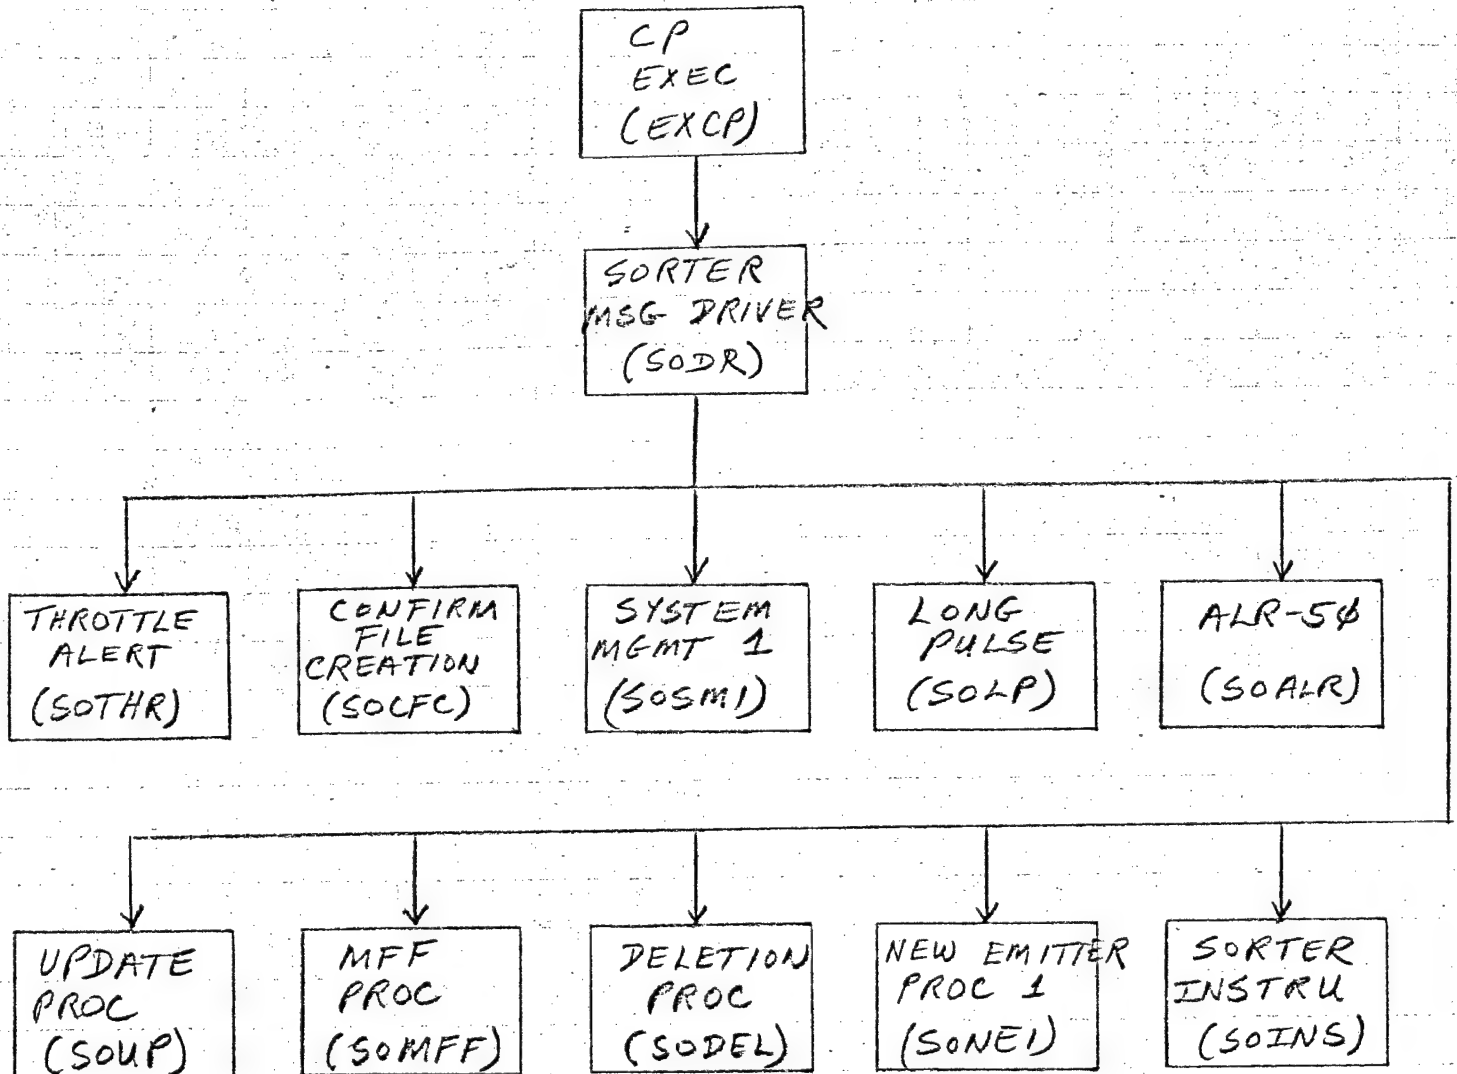 CP
EXEC
(EXCP)
SORTER
MSG DRIVER
(SODR)
THROTTLE
ALERT
(SOTHR)
CONFIRM
FILE
CREATION
(SOCFC)
SYSTEM
MGMT 1
(SOSM1)
LONG
PULSE
(SOLP)
ALR-5Ø
(SOALR)
UPDATE
PROC
(SOUP)
MFF
PROC
(SOMFF)
DELETION
PROC
(SODEL)
NEW EMITTER
PROC 1
(SONE1)
SORTER
INSTRU
(SOINS)